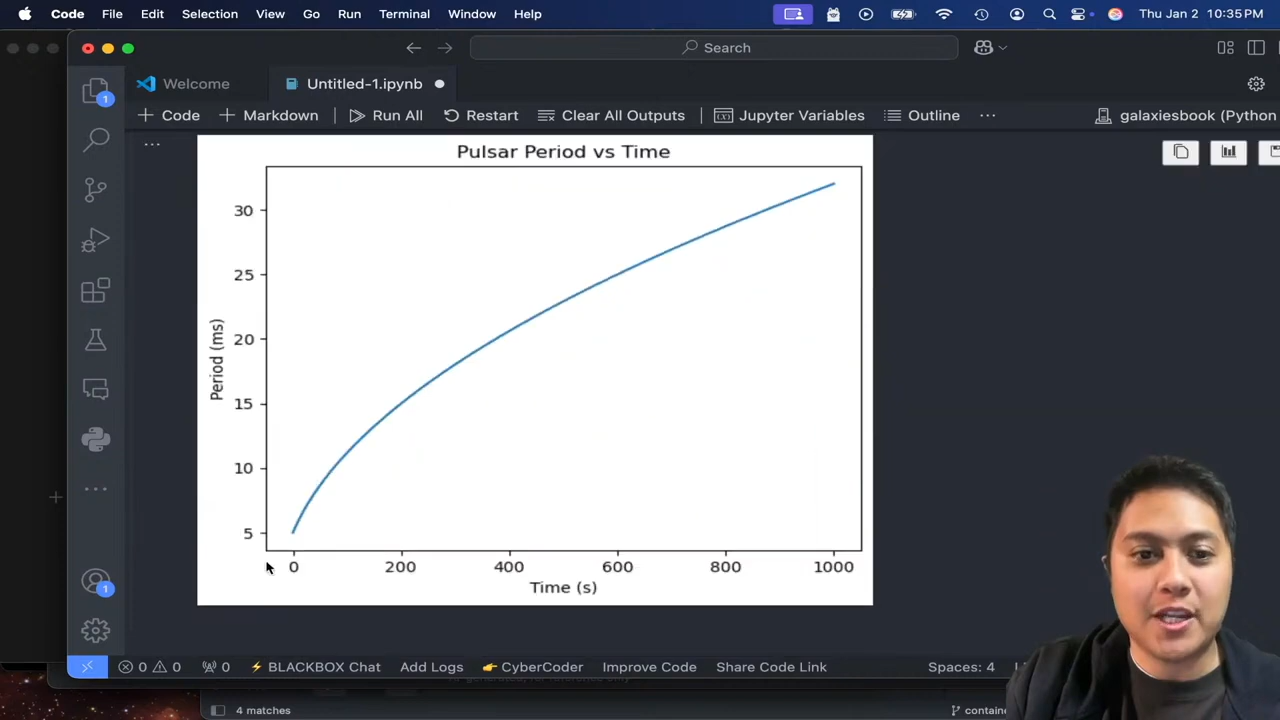 Code File Edit Selection View Go Run Terminal Window Help Thu Jan 2 10:35 PM
Search
Welcome Untitled-1.ipynb
1
+ Code + Markdown Run All Restart Clear All Outputs Jupyter Variables Outline ... galaxiesbook (Python
...
Pulsar Period vs Time
30
25
20
15
10
5
Period (ms)
0 200 400 600 800 1000
Time (s)
1
0 0 0 BLACKBOX Chat Add Logs CyberCoder Improve Code Share Code Link Spaces: 4
4 matches